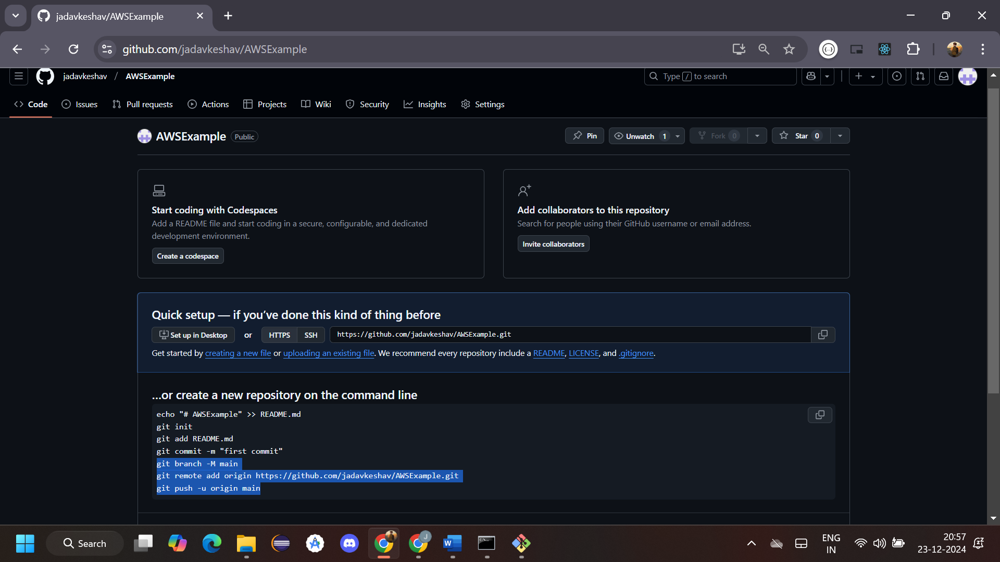 jadavkeshav/AWSExample
github.com/jadavkeshav/AWSExample
jadavkeshav / AWSExample
Type / to search
Code Issues Pull requests Actions Projects Wiki Security Insights Settings
AWSExample Public
Pin Unwatch 1 Fork 0 Star 0
Start coding with Codespaces
Add a README file and start coding in a secure, configurable, and dedicated
development environment.
Create a codespace
Add collaborators to this repository
Search for people using their GitHub username or email address.
Invite collaborators
Quick setup — if you’ve done this kind of thing before
Set up in Desktop or HTTPS SSH https://github.com/jadavkeshav/AWSExample.git
Get started by creating a new file or uploading an existing file. We recommend every repository include a README, LICENSE, and .gitignore.
…or create a new repository on the command line
echo "# AWSExample" >> README.md
git init
git add README.md
git commit -m "first commit"
git branch -M main
git remote add origin https://github.com/jadavkeshav/AWSExample.git
git push -u origin main
Search
J
W
ENG
IN
20:57
23-12-2024